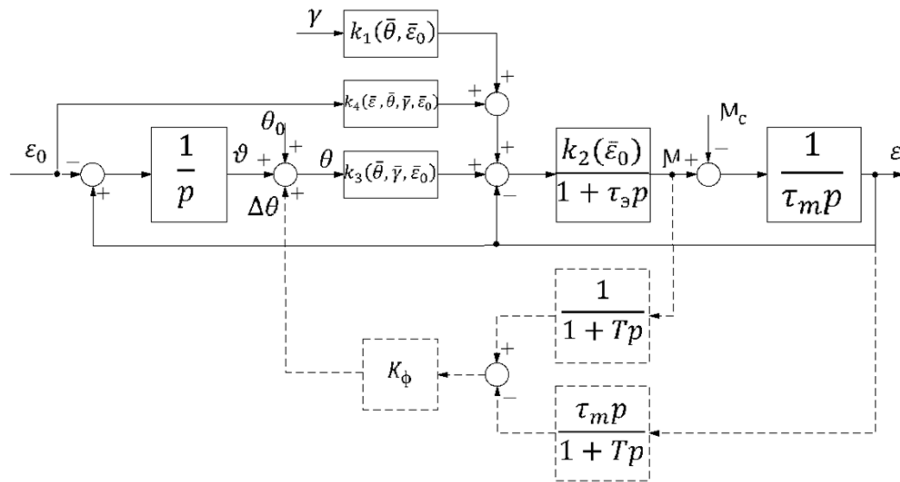 γ
k₁(θ̄, ε̄₀)
+
+
k₄(ε̄, θ̄, γ̄, ε̄₀)
θ₀
+
M_c
ε₀
−
+
1/p
ϑ
+
+
+
θ
k₃(θ̄, γ̄, ε̄₀)
+
−
k₂(ε̄₀)/(1 + τ_э p)
M
+
−
1/(τ_m p)
ε
Δθ
1/(1 + Tp)
+
K_ф
−
τ_m p/(1 + Tp)